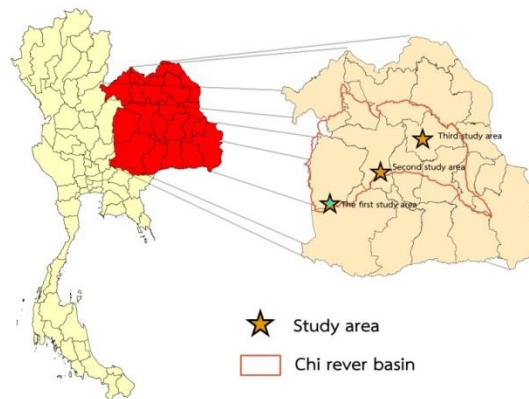 Third study area
Second study area
The first study area
Study area
Chi rever basin